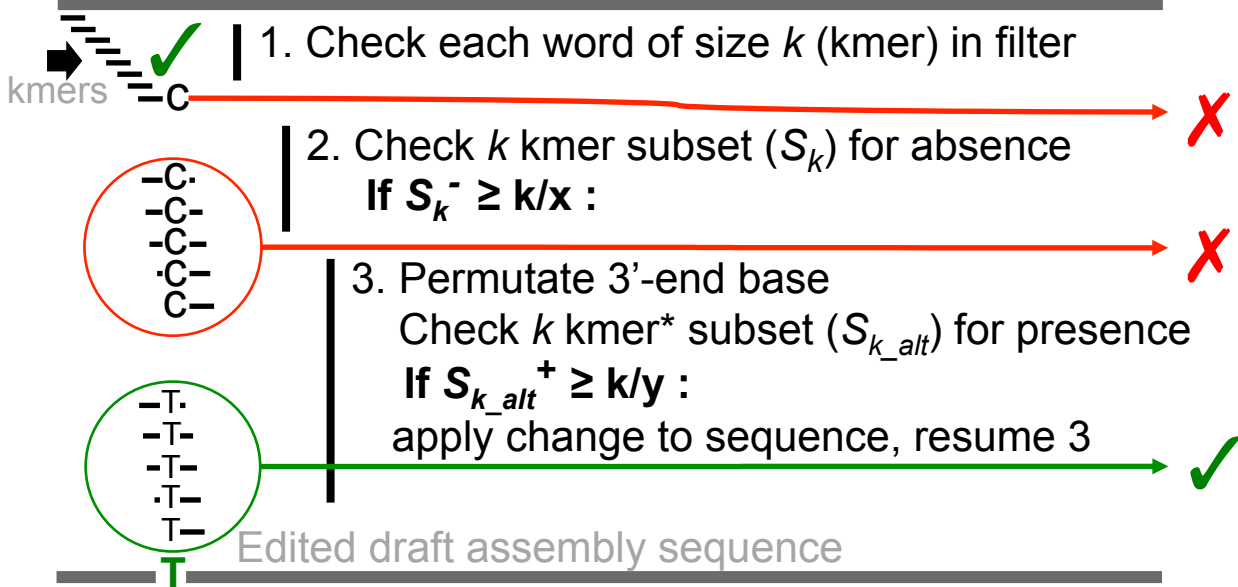 1. Check each word of size k (kmer) in filter
kmers
C
✗
2. Check k kmer subset (Sk) for absence
If Sk- ≥ k/x :
-C·
-C-
-C-
·C-
C-
✗
3. Permutate 3'-end base
Check k kmer* subset (Sk_alt) for presence
If Sk_alt+ ≥ k/y :
apply change to sequence, resume 3
-T·
-T-
-T-
·T-
T-
✓
Edited draft assembly sequence
T